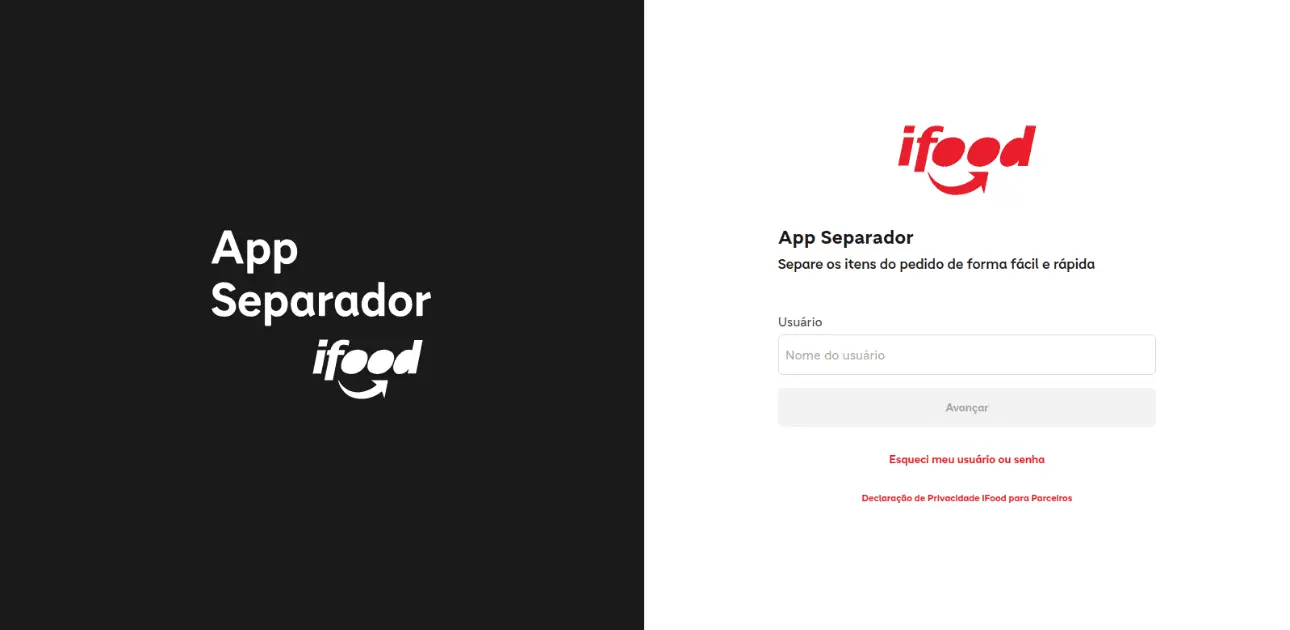 App
Separador
ifood
ifood
App Separador
Separe os itens do pedido de forma fácil e rápida
Usuário
Nome do usuário
Avançar
Esqueci meu usuário ou senha
Declaração de Privacidade iFood para Parceiros